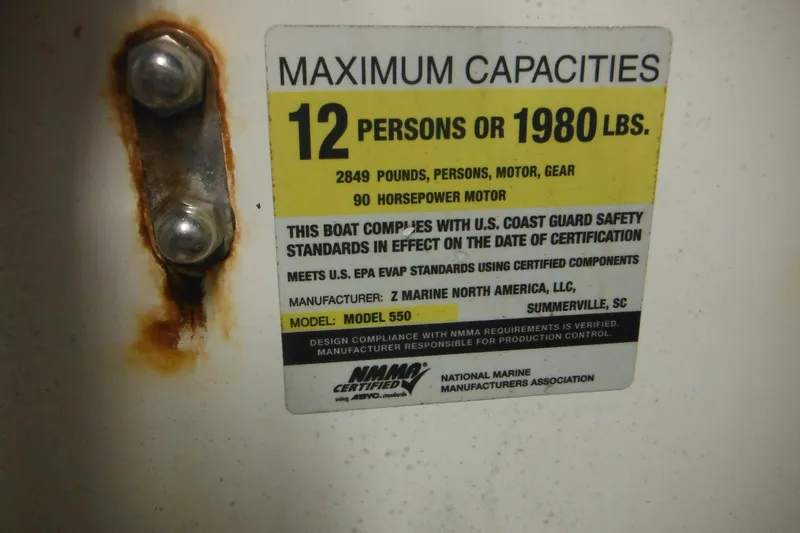 MAXIMUM CAPACITIES
12 PERSONS OR 1980 LBS.
2849 POUNDS, PERSONS, MOTOR, GEAR
90 HORSEPOWER MOTOR
THIS BOAT COMPLIES WITH U.S. COAST GUARD SAFETY
STANDARDS IN EFFECT ON THE DATE OF CERTIFICATION
MEETS U.S. EPA EVAP STANDARDS USING CERTIFIED COMPONENTS
MANUFACTURER: Z MARINE NORTH AMERICA, LLC,
SUMMERVILLE, SC
MODEL: MODEL 550
DESIGN COMPLIANCE WITH NMMA REQUIREMENTS IS VERIFIED.
MANUFACTURER RESPONSIBLE FOR PRODUCTION CONTROL.
NMMA
CERTIFIED
using ABYC standards
NATIONAL MARINE
MANUFACTURERS ASSOCIATION